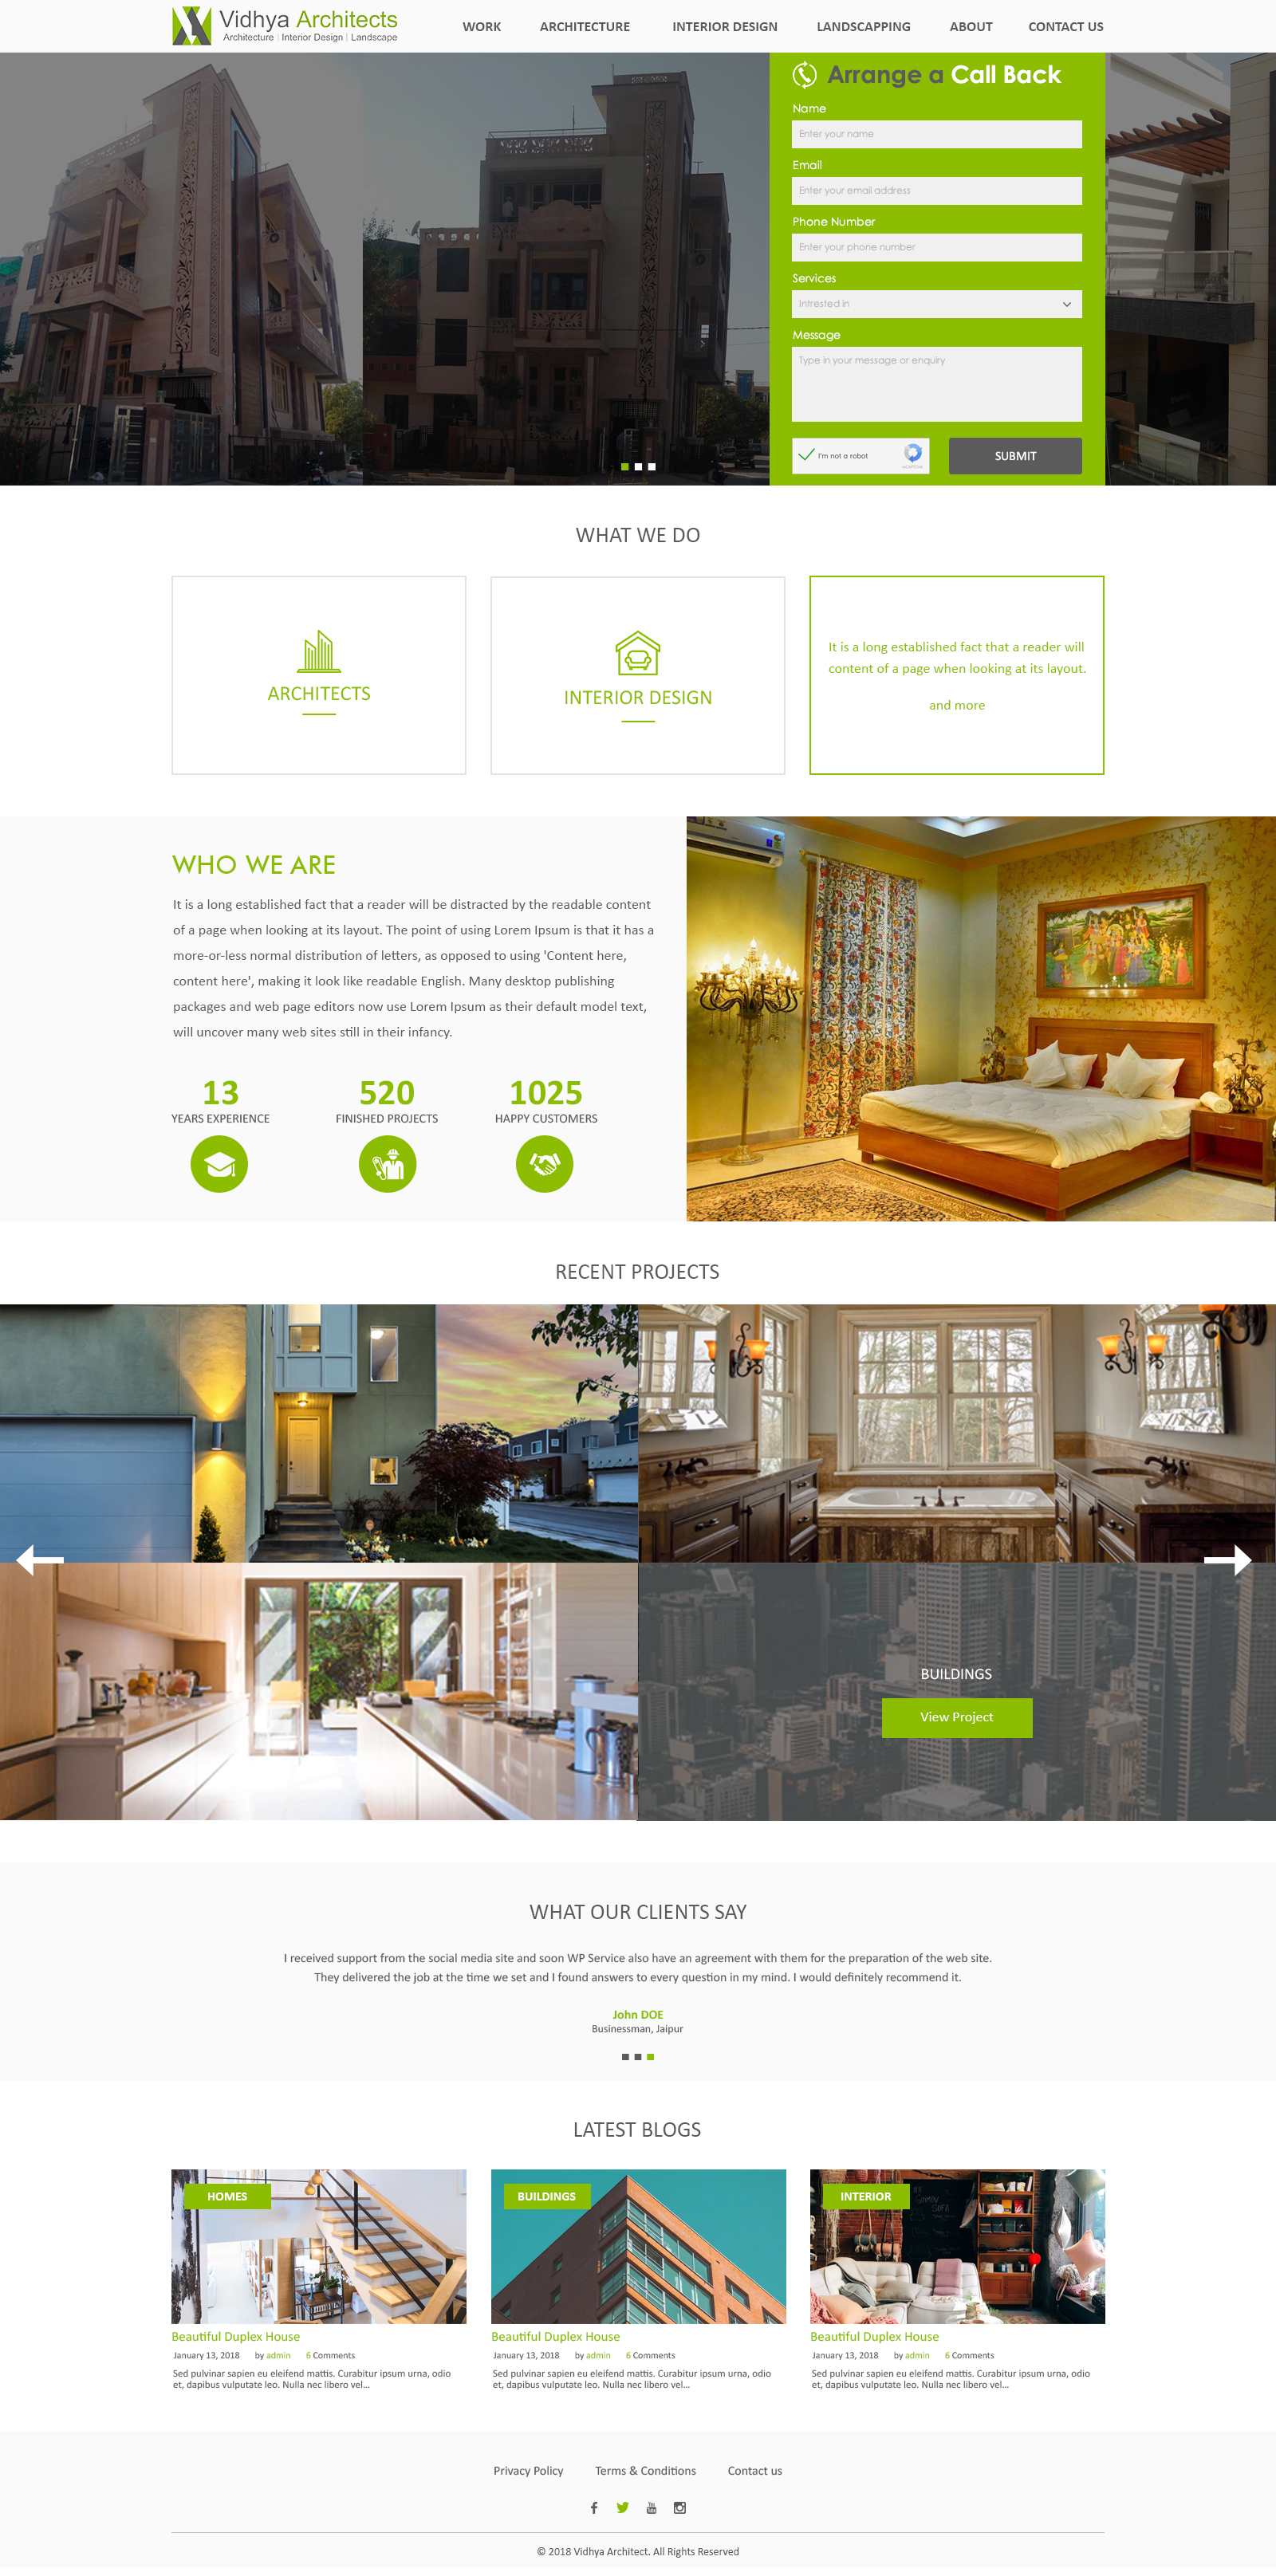 Vidhya Architects
Architecture | Interior Design | Landscape
WORK ARCHITECTURE INTERIOR DESIGN LANDSCAPPING ABOUT CONTACT US
Arrange a Call Back
Name
Enter your name
Email
Enter your email address
Phone Number
Enter your phone number
Services
Intrested in
Message
Type in your message or enquiry
I'm not a robot
reCAPTCHA
SUBMIT
WHAT WE DO
ARCHITECTS
INTERIOR DESIGN
It is a long established fact that a reader will
content of a page when looking at its layout.
and more
WHO WE ARE
It is a long established fact that a reader will be distracted by the readable content
of a page when looking at its layout. The point of using Lorem Ipsum is that it has a
more-or-less normal distribution of letters, as opposed to using 'Content here,
content here', making it look like readable English. Many desktop publishing
packages and web page editors now use Lorem Ipsum as their default model text,
will uncover many web sites still in their infancy.
13 520 1025
YEARS EXPERIENCE FINISHED PROJECTS HAPPY CUSTOMERS
RECENT PROJECTS
BUILDINGS
View Project
WHAT OUR CLIENTS SAY
I received support from the social media site and soon WP Service also have an agreement with them for the preparation of the web site.
They delivered the job at the time we set and I found answers to every question in my mind. I would definitely recommend it.
John DOE
Businessman, Jaipur
LATEST BLOGS
HOMES
Beautiful Duplex House
January 13, 2018 by admin 6 Comments
Sed pulvinar sapien eu eleifend mattis. Curabitur ipsum urna, odio
et, dapibus vulputate leo. Nulla nec libero vel...
BUILDINGS
Beautiful Duplex House
January 13, 2018 by admin 6 Comments
Sed pulvinar sapien eu eleifend mattis. Curabitur ipsum urna, odio
et, dapibus vulputate leo. Nulla nec libero vel...
INTERIOR
Beautiful Duplex House
January 13, 2018 by admin 6 Comments
Sed pulvinar sapien eu eleifend mattis. Curabitur ipsum urna, odio
et, dapibus vulputate leo. Nulla nec libero vel...
Privacy Policy Terms & Conditions Contact us
© 2018 Vidhya Architect. All Rights Reserved